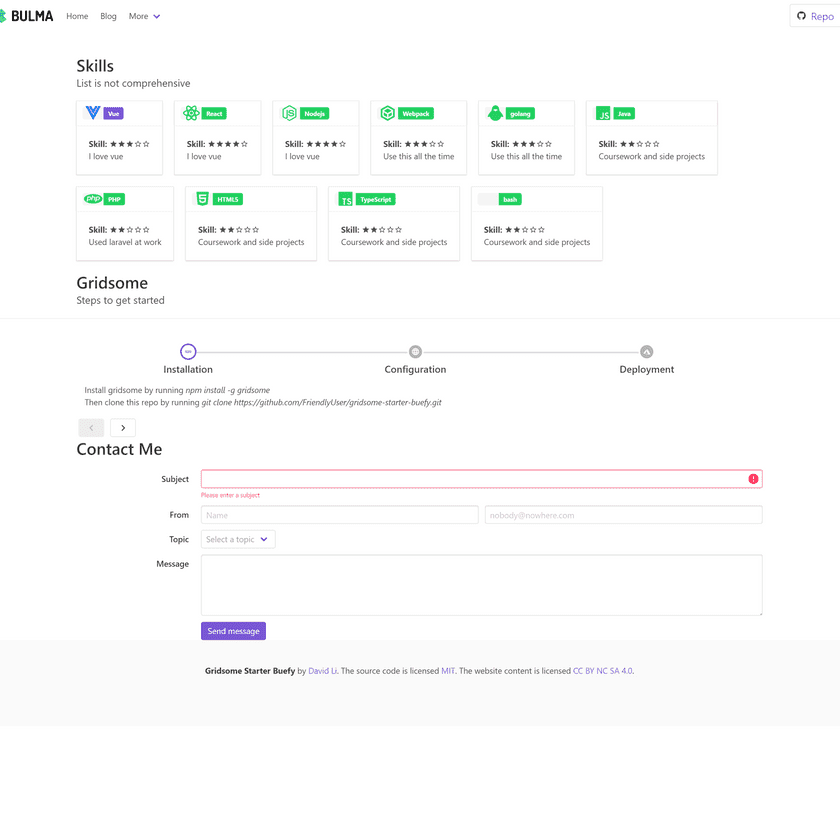 BULMA Home Blog More Repo
Skills
List is not comprehensive
Vue React Nodejs Webpack golang JS Java
Skill: ★★★☆☆ Skill: ★★★★☆ Skill: ★★★★☆ Skill: ★★★☆☆ Skill: ★★★☆☆ Skill: ★★☆☆☆
I love vue I love vue I love vue Use this all the time Use this all the time Coursework and side projects
php PHP 5 HTML5 TS TypeScript bash
Skill: ★★☆☆☆ Skill: ★★☆☆☆ Skill: ★★☆☆☆ Skill: ★★☆☆☆
Used laravel at work Coursework and side projects Coursework and side projects Coursework and side projects
Gridsome
Steps to get started
Installation Configuration Deployment
Install gridsome by running npm install -g gridsome
Then clone this repo by running git clone https://github.com/FriendlyUser/gridsome-starter-buefy.git
Contact Me
Subject
Please enter a subject
From Name nobody@nowhere.com
Topic Select a topic
Message
Send message
Gridsome Starter Buefy by David Li. The source code is licensed MIT. The website content is licensed CC BY NC SA 4.0.